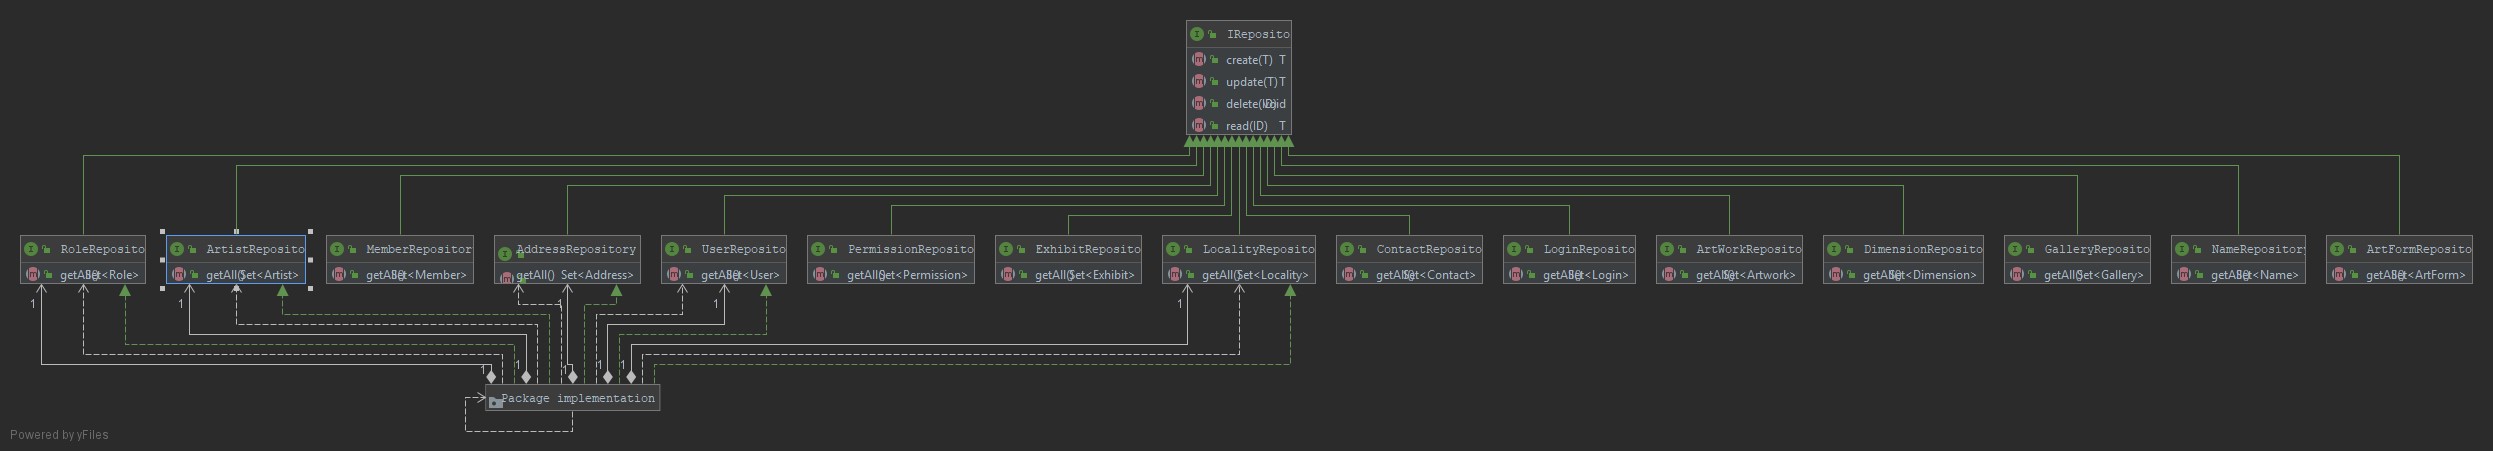 IReposito
create(T) T
update(T) T
delete(ID) void
read(ID) T
RoleReposito
getAll() Set<Role>
ArtistReposito
getAll() Set<Artist>
MemberRepositor
getAll() Set<Member>
AddressRepository
getAll() Set<Address>
UserReposito
getAll() Set<User>
PermissionReposito
getAll() Set<Permission>
ExhibitReposito
getAll() Set<Exhibit>
LocalityReposito
getAll() Set<Locality>
ContactReposito
getAll() Set<Contact>
LoginReposito
getAll() Set<Login>
ArtWorkReposito
getAll() Set<Artwork>
DimensionReposito
getAll() Set<Dimension>
GalleryReposito
getAll() Set<Gallery>
NameRepository
getAll() Set<Name>
ArtFormReposito
getAll() Set<ArtForm>
1
1
1
1
1
1
1
1
1
1
Package implementation
Powered by yFiles